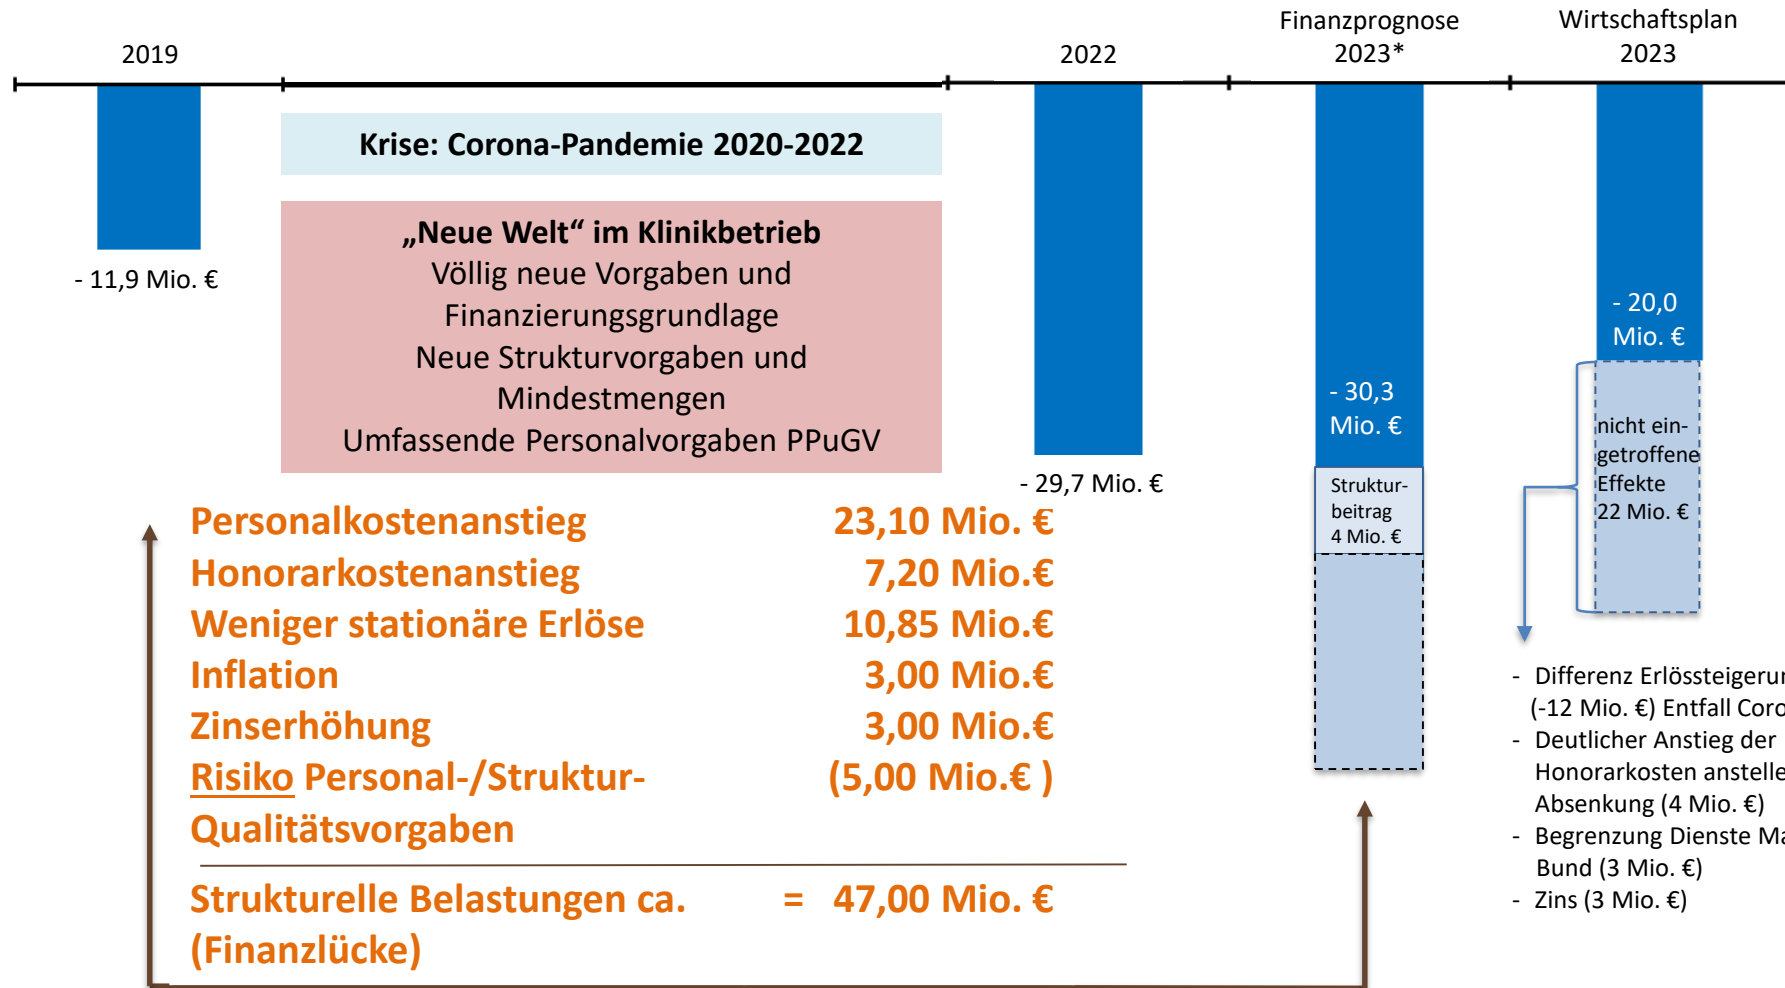 2019
2022
Finanzprognose
2023*
Wirtschaftsplan
2023
- 11,9 Mio. €
Krise: Corona-Pandemie 2020-2022
„Neue Welt“ im Klinikbetrieb
Völlig neue Vorgaben und
Finanzierungsgrundlage
Neue Strukturvorgaben und
Mindestmengen
Umfassende Personalvorgaben PPuGV
- 29,7 Mio. €
- 30,3
Mio. €
Struktur-
beitrag
4 Mio. €
- 20,0
Mio. €
nicht ein-
getroffene
Effekte
22 Mio. €
Personalkostenanstieg 23,10 Mio. €
Honorarkostenanstieg 7,20 Mio.€
Weniger stationäre Erlöse 10,85 Mio.€
Inflation 3,00 Mio.€
Zinserhöhung 3,00 Mio.€
Risiko Personal-/Struktur- (5,00 Mio.€ )
Qualitätsvorgaben
Strukturelle Belastungen ca. = 47,00 Mio. €
(Finanzlücke)
- Differenz
(-12 Mio. €) Entfall
- Deutlicher Anstieg der
Honorarkosten anstelle
Absenkung (4 Mio. €)
- Begrenzung Dienste
Bund (3 Mio. €)
- Zins (3 Mio. €)